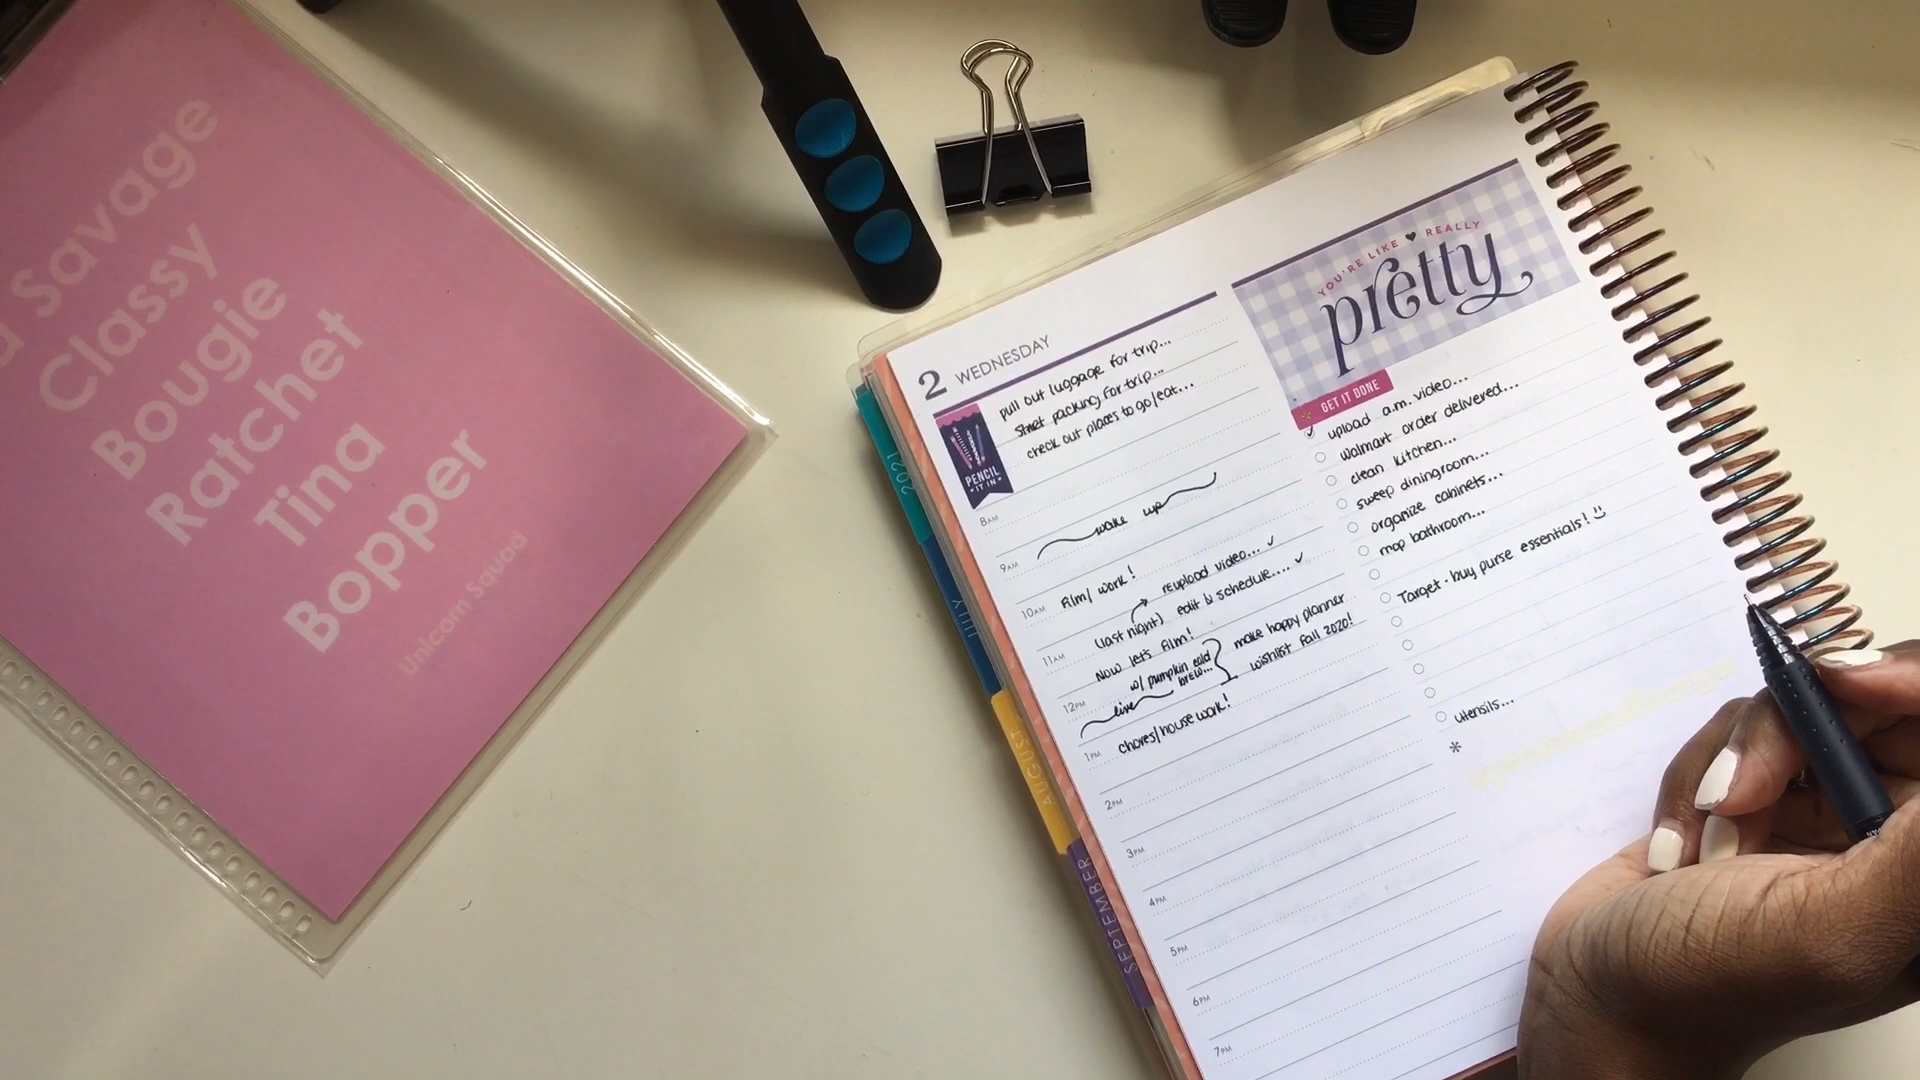 Savage
Classy
Bougie
Ratchet
Tina
Bopper
Unicorn Squad
2 WEDNESDAY
pull out luggage for trip...
packing for trip...
check out places to go/eat...
PENCIL
IT IN
8AM
wake up
9AM
Film/work!
reupload video... ✓
10AM
(last night) edit & schedule.... ✓
11AM
Now let's film!
w/ pumpkin cold
brew...
make happy planner
wishlist fall 2020!
12PM
live
1PM
chores/house work!
2PM
3PM
4PM
5PM
6PM
7PM
YOU'RE LIKE ♥ REALLY
pretty
GET IT DONE
✓ upload a.m. video...
Walmart order delivered...
clean kitchen...
sweep diningroom...
organize cabinets...
mop bathroom...
Target - buy purse essentials! :)
utensils...
*
2021
JULY
AUGUST
SEPTEMBER